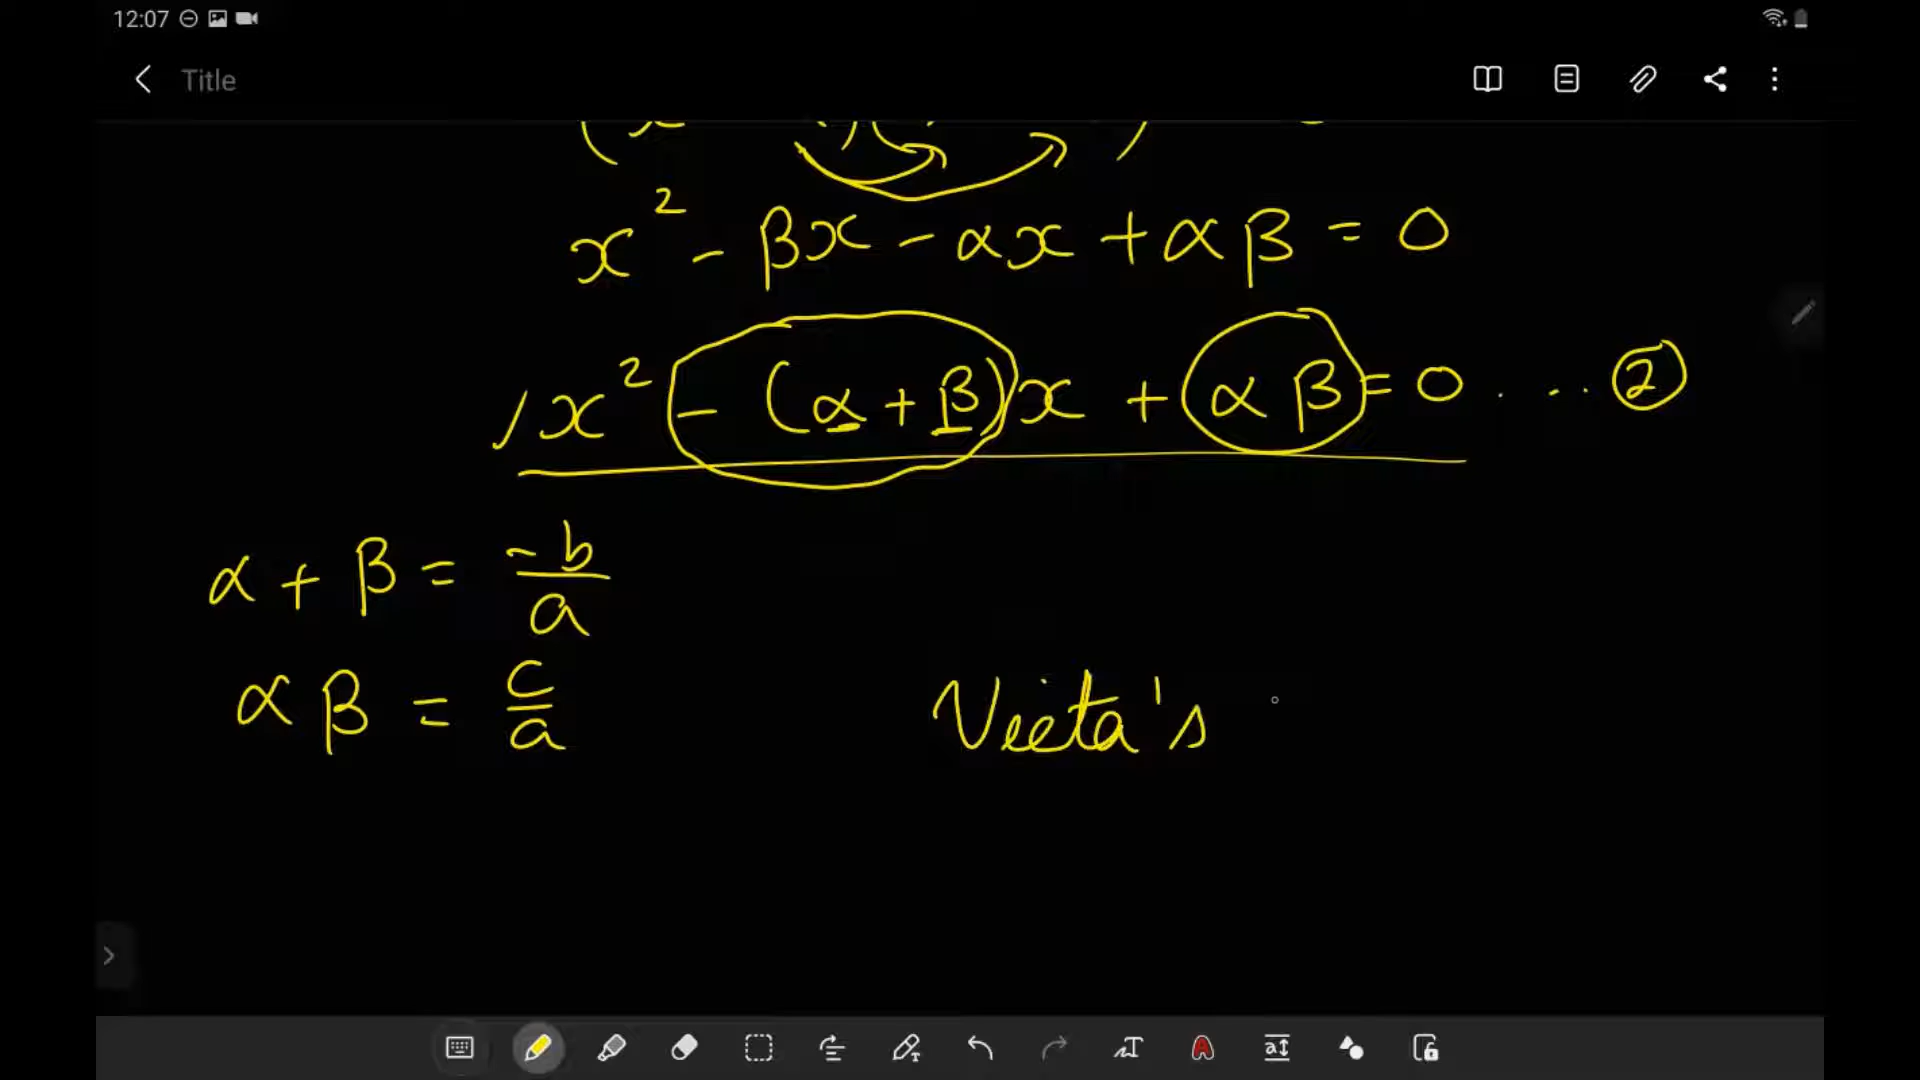 12:07
Title
x² - βx - αx + αβ = 0
1x² - (α + β)x + αβ = 0 . . . ②
α + β = -b/a
αβ = c/a
Vieta's